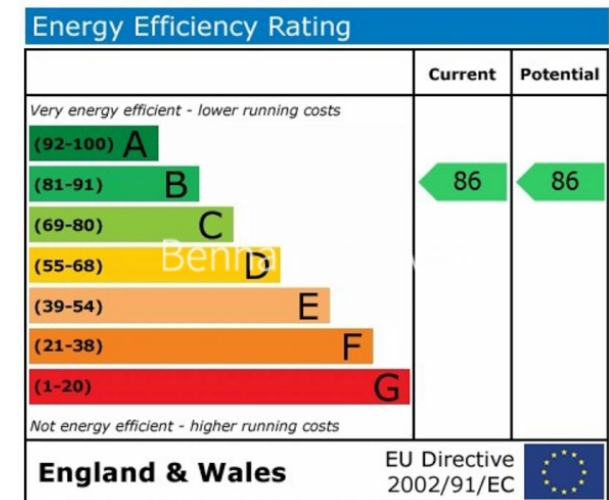 Energy Efficiency Rating
Current Potential
Very energy efficient - lower running costs
(92-100) A
(81-91) B 86 86
(69-80) C
(55-68) D
(39-54) E
(21-38) F
(1-20) G
Not energy efficient - higher running costs
England & Wales
EU Directive
2002/91/EC